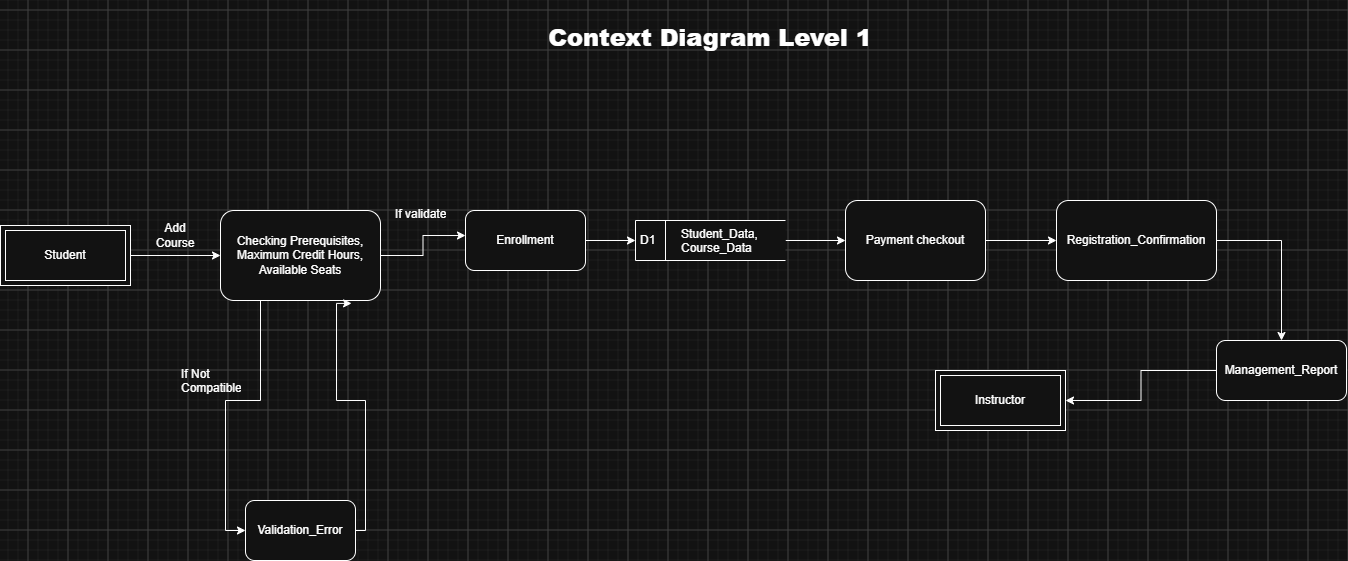 Context Diagram Level 1
Add
Course
Student
Checking Prerequisites,
Maximum Credit Hours,
Available Seats
If validate
Enrollment
D1
Student_Data,
Course_Data
Payment checkout
Registration_Confirmation
If Not
Compatible
Management_Report
Instructor
Validation_Error